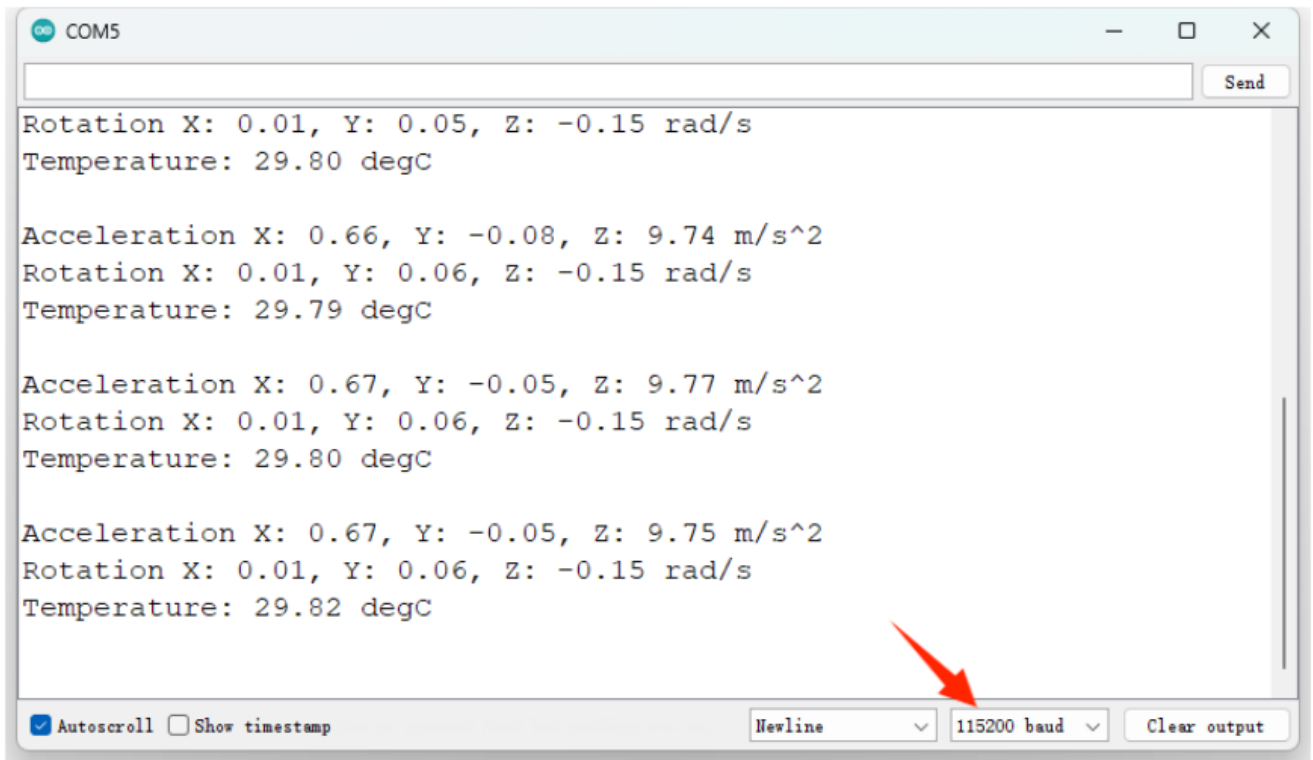 COM5
Send
Rotation X: 0.01, Y: 0.05, Z: -0.15 rad/s
Temperature: 29.80 degC
Acceleration X: 0.66, Y: -0.08, Z: 9.74 m/s^2
Rotation X: 0.01, Y: 0.06, Z: -0.15 rad/s
Temperature: 29.79 degC
Acceleration X: 0.67, Y: -0.05, Z: 9.77 m/s^2
Rotation X: 0.01, Y: 0.06, Z: -0.15 rad/s
Temperature: 29.80 degC
Acceleration X: 0.67, Y: -0.05, Z: 9.75 m/s^2
Rotation X: 0.01, Y: 0.06, Z: -0.15 rad/s
Temperature: 29.82 degC
Autoscroll Show timestamp Newline 115200 baud Clear output